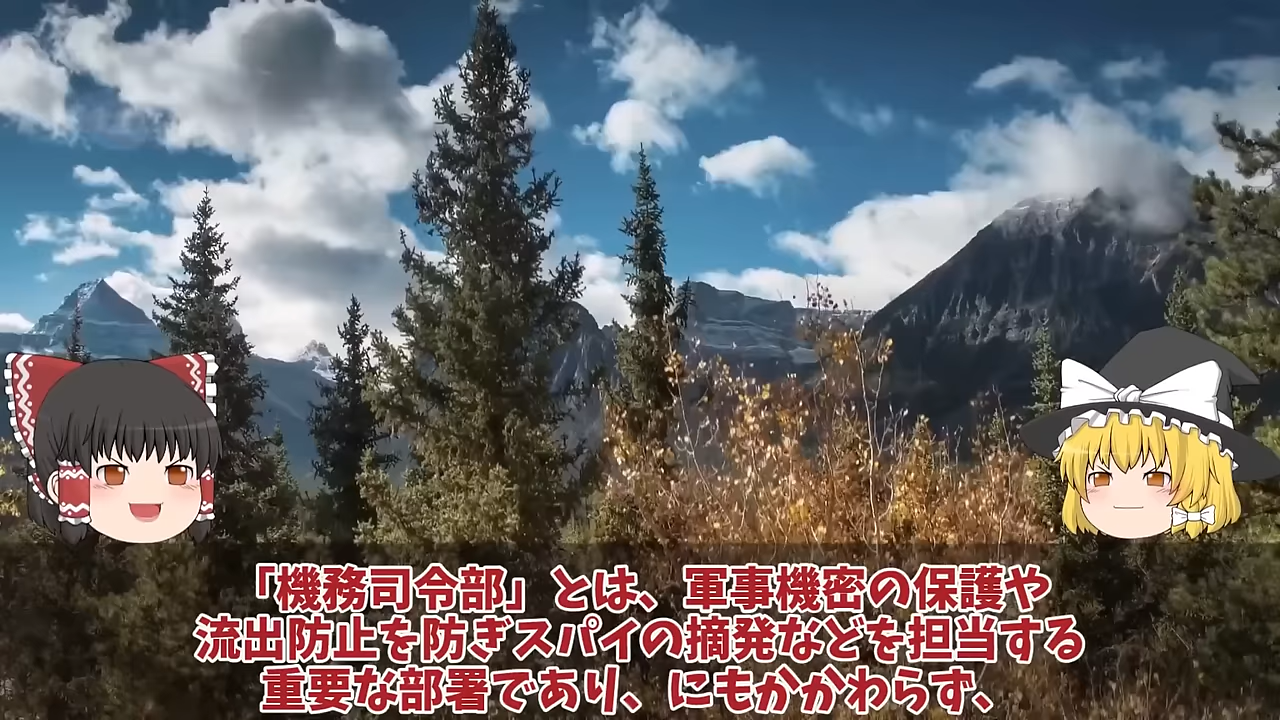 「機務司令部」とは、軍事機密の保護や
流出防止を防ぎスパイの摘発などを担当する
重要な部署であり、にもかかわらず、